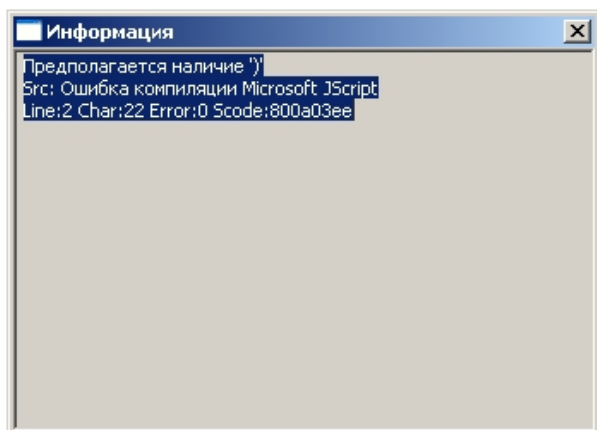 Информация
Предполагается наличие ')'
Src: Ошибка компиляции Microsoft JScript
Line:2 Char:22 Error:0 Scode:800a03ee